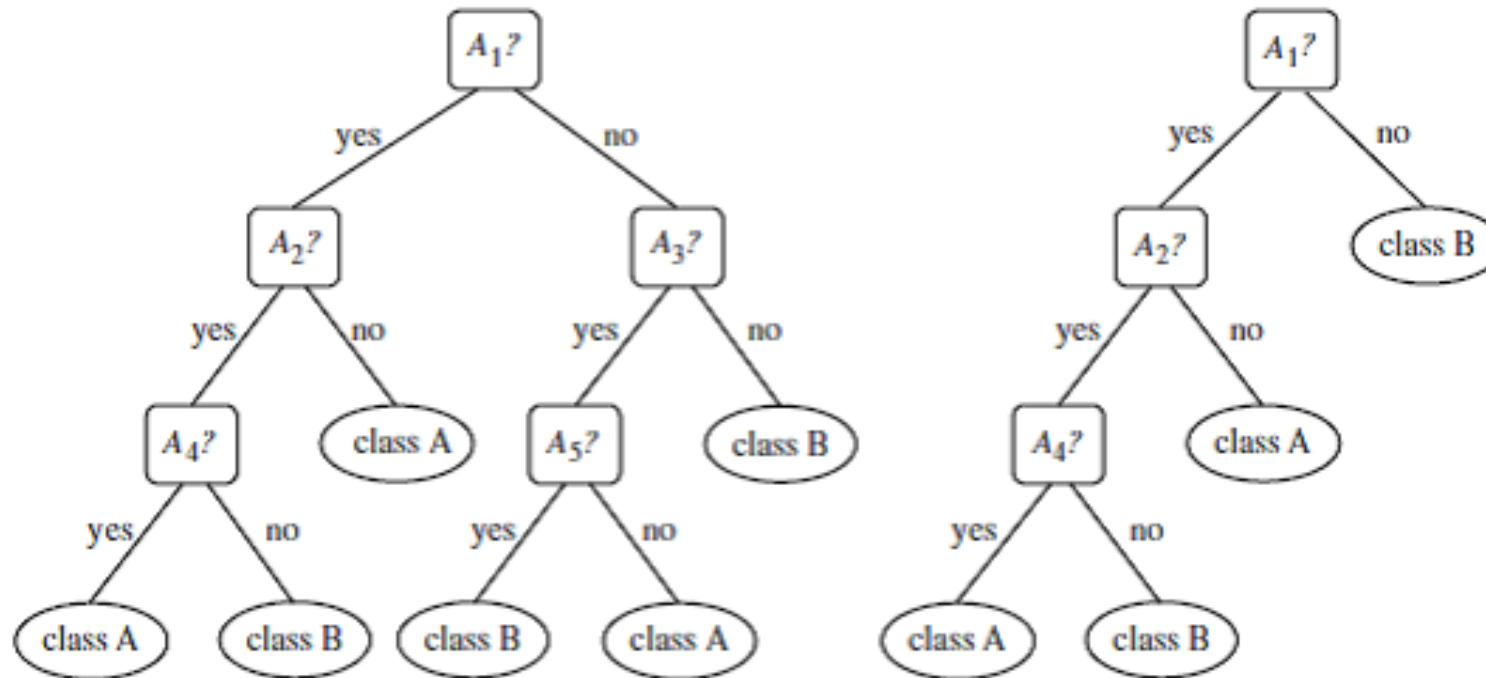 A1? A1?
yes no yes no
A2? A3? A2? class B
yes no yes no yes no
A4? class A A5? class B A4? class A
yes no yes no yes no
class A class B class B class A class A class B